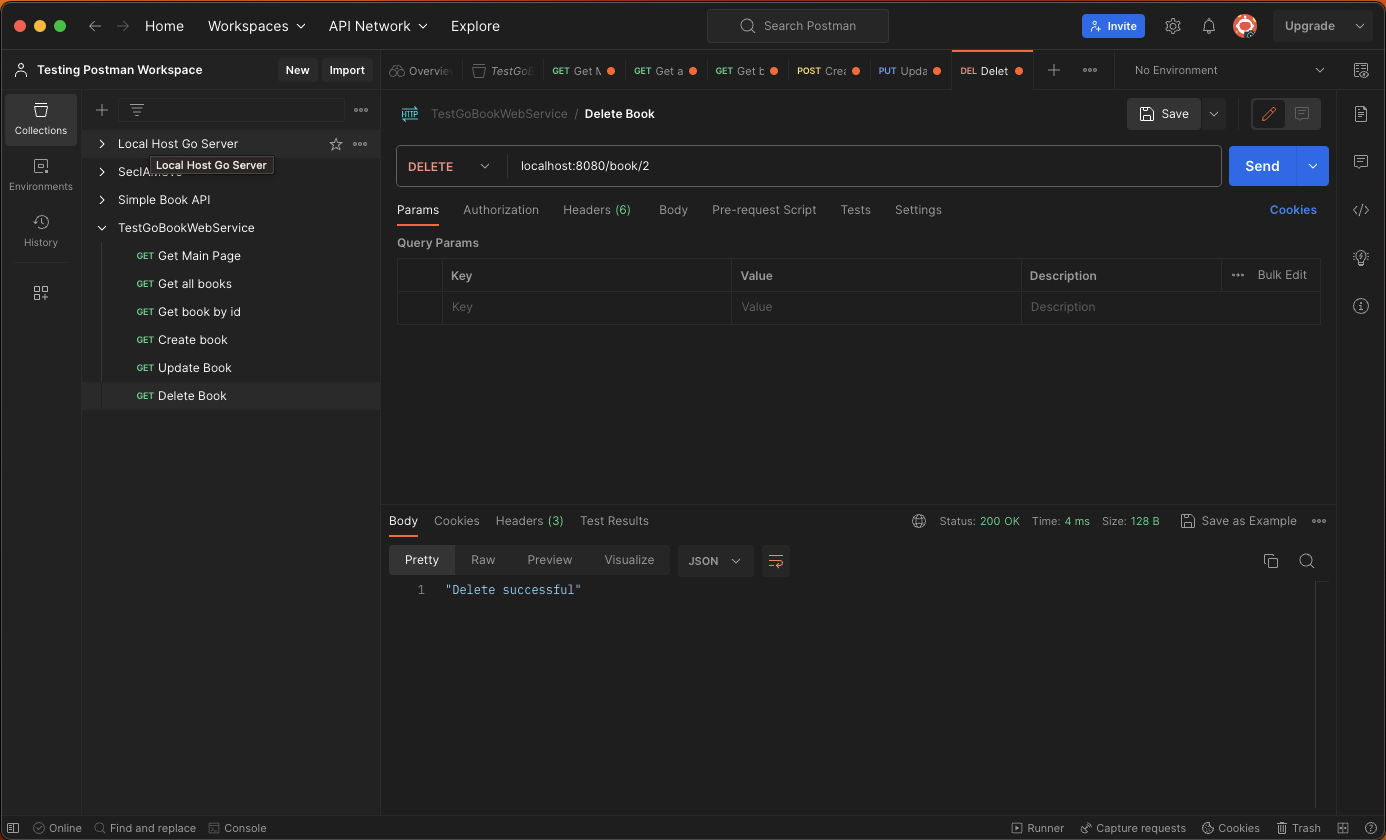 Home
Workspaces
API Network
Explore
Search Postman
Invite
Upgrade
Testing Postman Workspace
New
Import
Overvie
TestGoB
GET Get M
GET Get a
GET Get b
POST Crea
PUT Upda
DEL Delet
No Environment
Collections
Environments
History
Local Host Go Server
Local Host Go Server
Simple Book API
TestGoBookWebService
GET Get Main Page
GET Get all books
GET Get book by id
GET Create book
GET Update Book
GET Delete Book
HTTP
TestGoBookWebService / Delete Book
Save
DELETE
localhost:8080/book/2
Send
Params
Authorization
Headers (6)
Body
Pre-request Script
Tests
Settings
Cookies
Query Params
Key
Value
Description
Bulk Edit
Key
Value
Description
Body
Cookies
Headers (3)
Test Results
Status: 200 OK
Time: 4 ms
Size: 128 B
Save as Example
Pretty
Raw
Preview
Visualize
JSON
1 "Delete successful"
Online
Find and replace
Console
Runner
Capture requests
Cookies
Trash